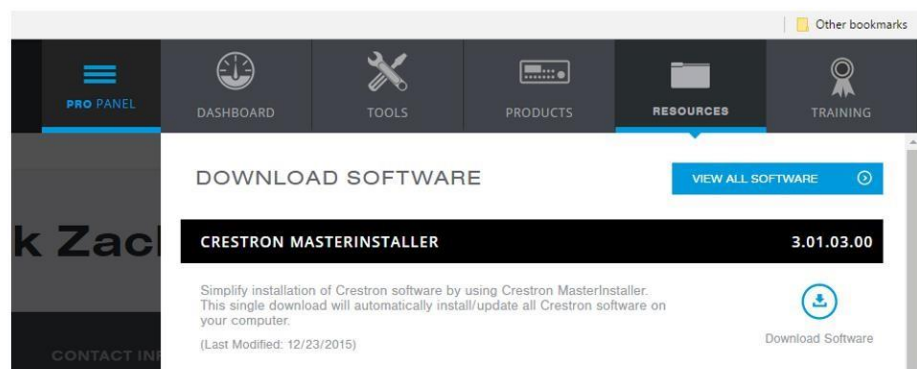 Other bookmarks
PRO PANEL
DASHBOARD
TOOLS
PRODUCTS
RESOURCES
TRAINING
DOWNLOAD SOFTWARE
VIEW ALL SOFTWARE
k Zac
CRESTRON MASTERINSTALLER
3.01.03.00
Simplify installation of Crestron software by using Crestron MasterInstaller.
This single download will automatically install/update all Crestron software on
your computer.
(Last Modified: 12/23/2015)
Download Software
CONTACT INF